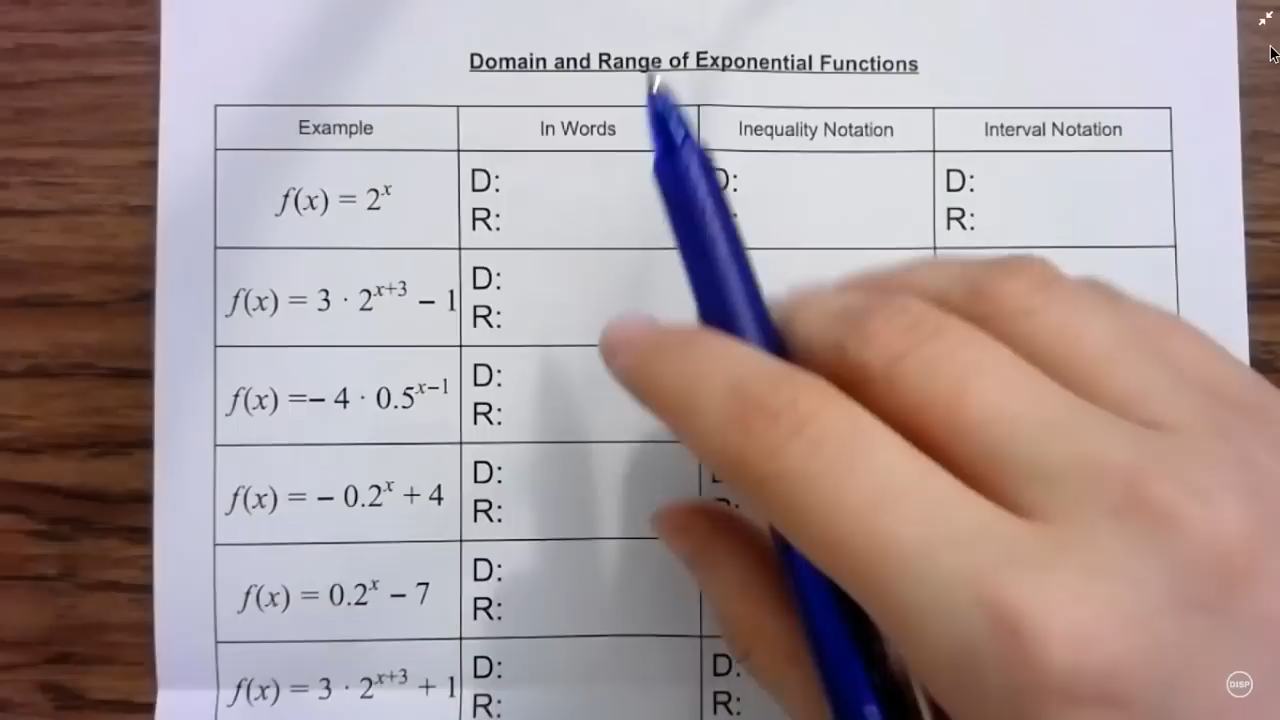 Domain and Range of Exponential Functions
Example In Words Inequality Notation Interval Notation
f(x) = 2^x
D: D: D:
R: R:
f(x) = 3 · 2^{x+3} − 1
D:
R:
f(x) =− 4 · 0.5^{x−1}
D:
R:
f(x) = − 0.2^x + 4
D:
R:
f(x) = 0.2^x − 7
D:
R:
f(x) = 3 · 2^{x+3} + 1
D: D:
R: R:
DISP